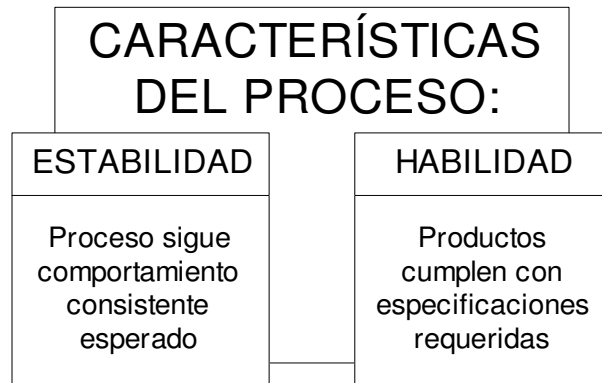 CARACTERÍSTICAS
DEL PROCESO:
ESTABILIDAD
Proceso sigue
comportamiento
consistente
esperado
HABILIDAD
Productos
cumplen con
especificaciones
requeridas